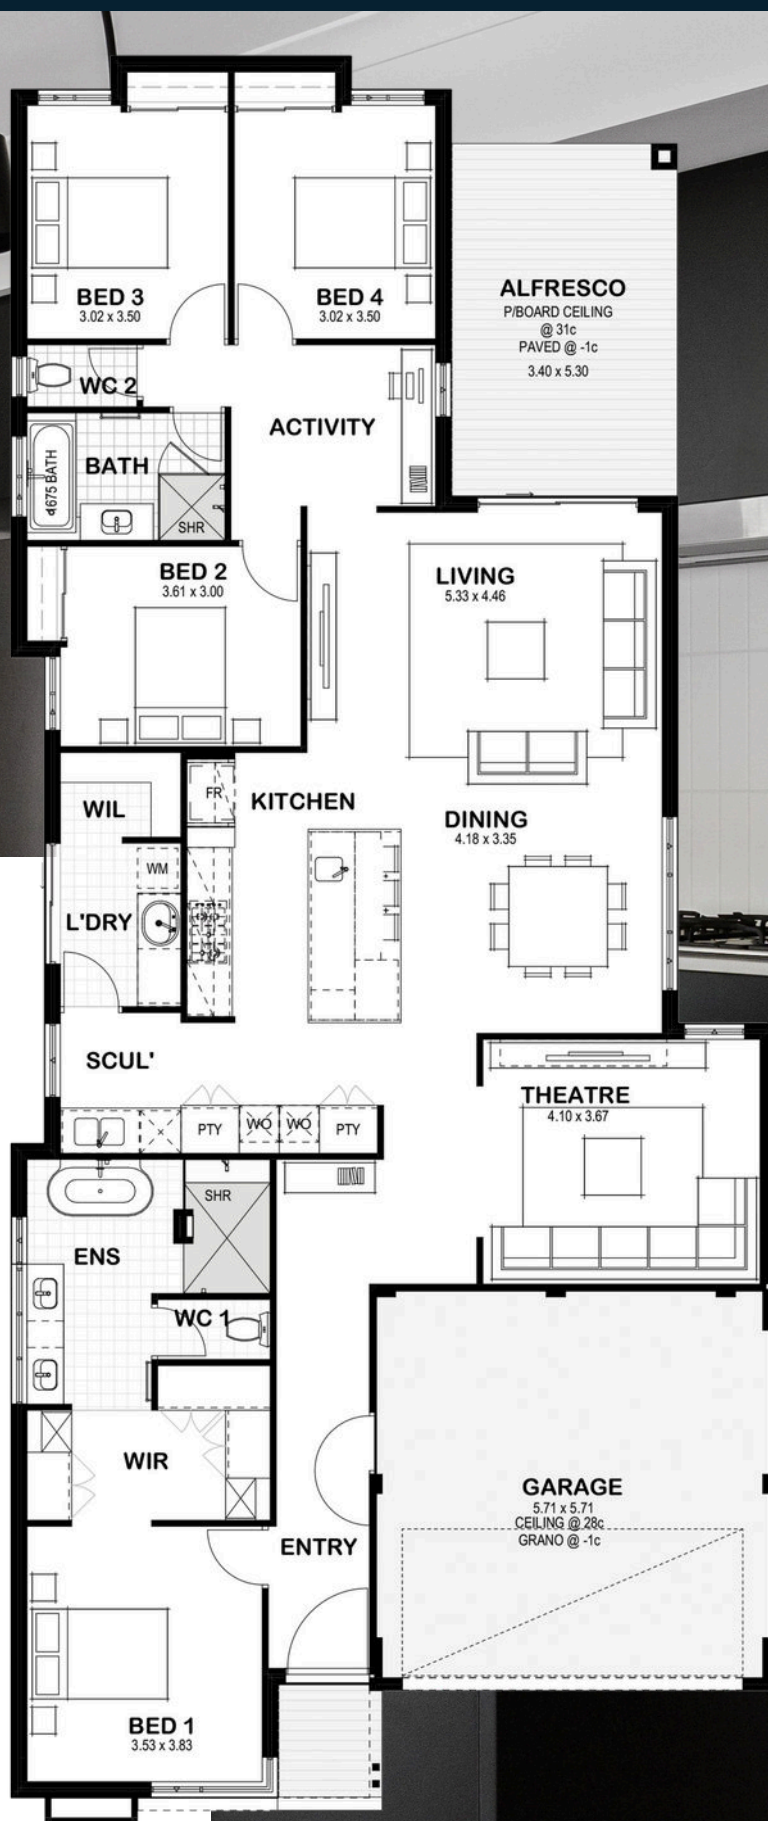 BED 3
3.02 x 3.50
BED 4
3.02 x 3.50
ALFRESCO
P/BOARD CEILING
@ 31c
PAVED @ -1c
3.40 x 5.30
WC 2
ACTIVITY
BATH
1675 BATH
SHR
BED 2
3.61 x 3.00
LIVING
5.33 x 4.46
FR
KITCHEN
WIL
DINING
4.18 x 3.35
WM
L'DRY
SCUL'
PTY
WO
WO
PTY
THEATRE
4.10 x 3.67
SHR
ENS
WC 1
WIR
GARAGE
5.71 x 5.71
CEILING @ 28c
GRANO @ -1c
ENTRY
BED 1
3.53 x 3.83